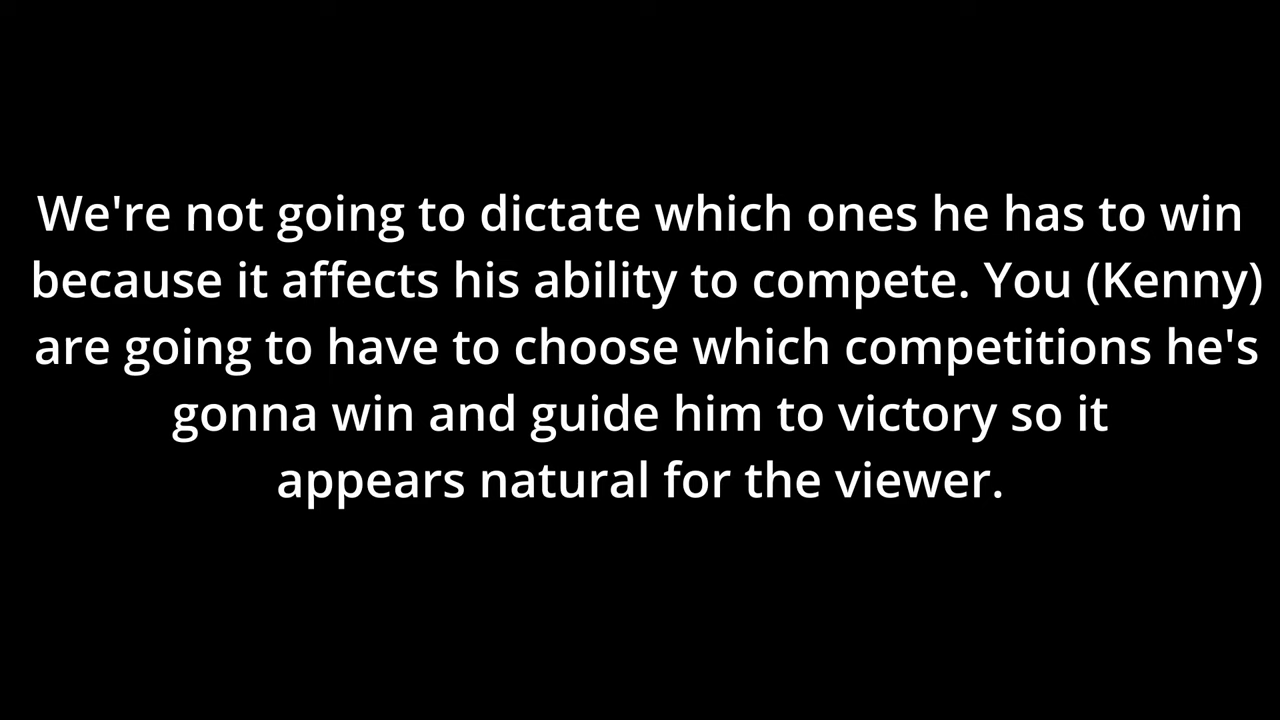 We're not going to dictate which ones he has to win
because it affects his ability to compete. You (Kenny)
are going to have to choose which competitions he's
gonna win and guide him to victory so it
appears natural for the viewer.